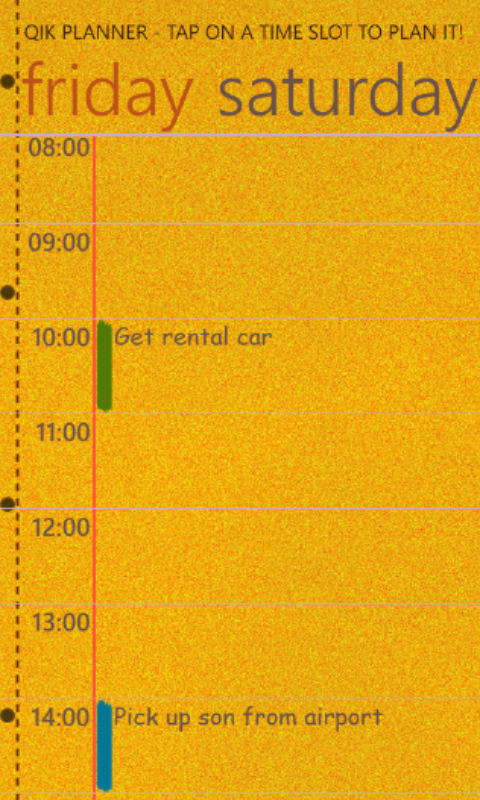 QIK PLANNER - TAP ON A TIME SLOT TO PLAN IT!
friday saturday
08:00
09:00
10:00 Get rental car
11:00
12:00
13:00
14:00 Pick up son from airport